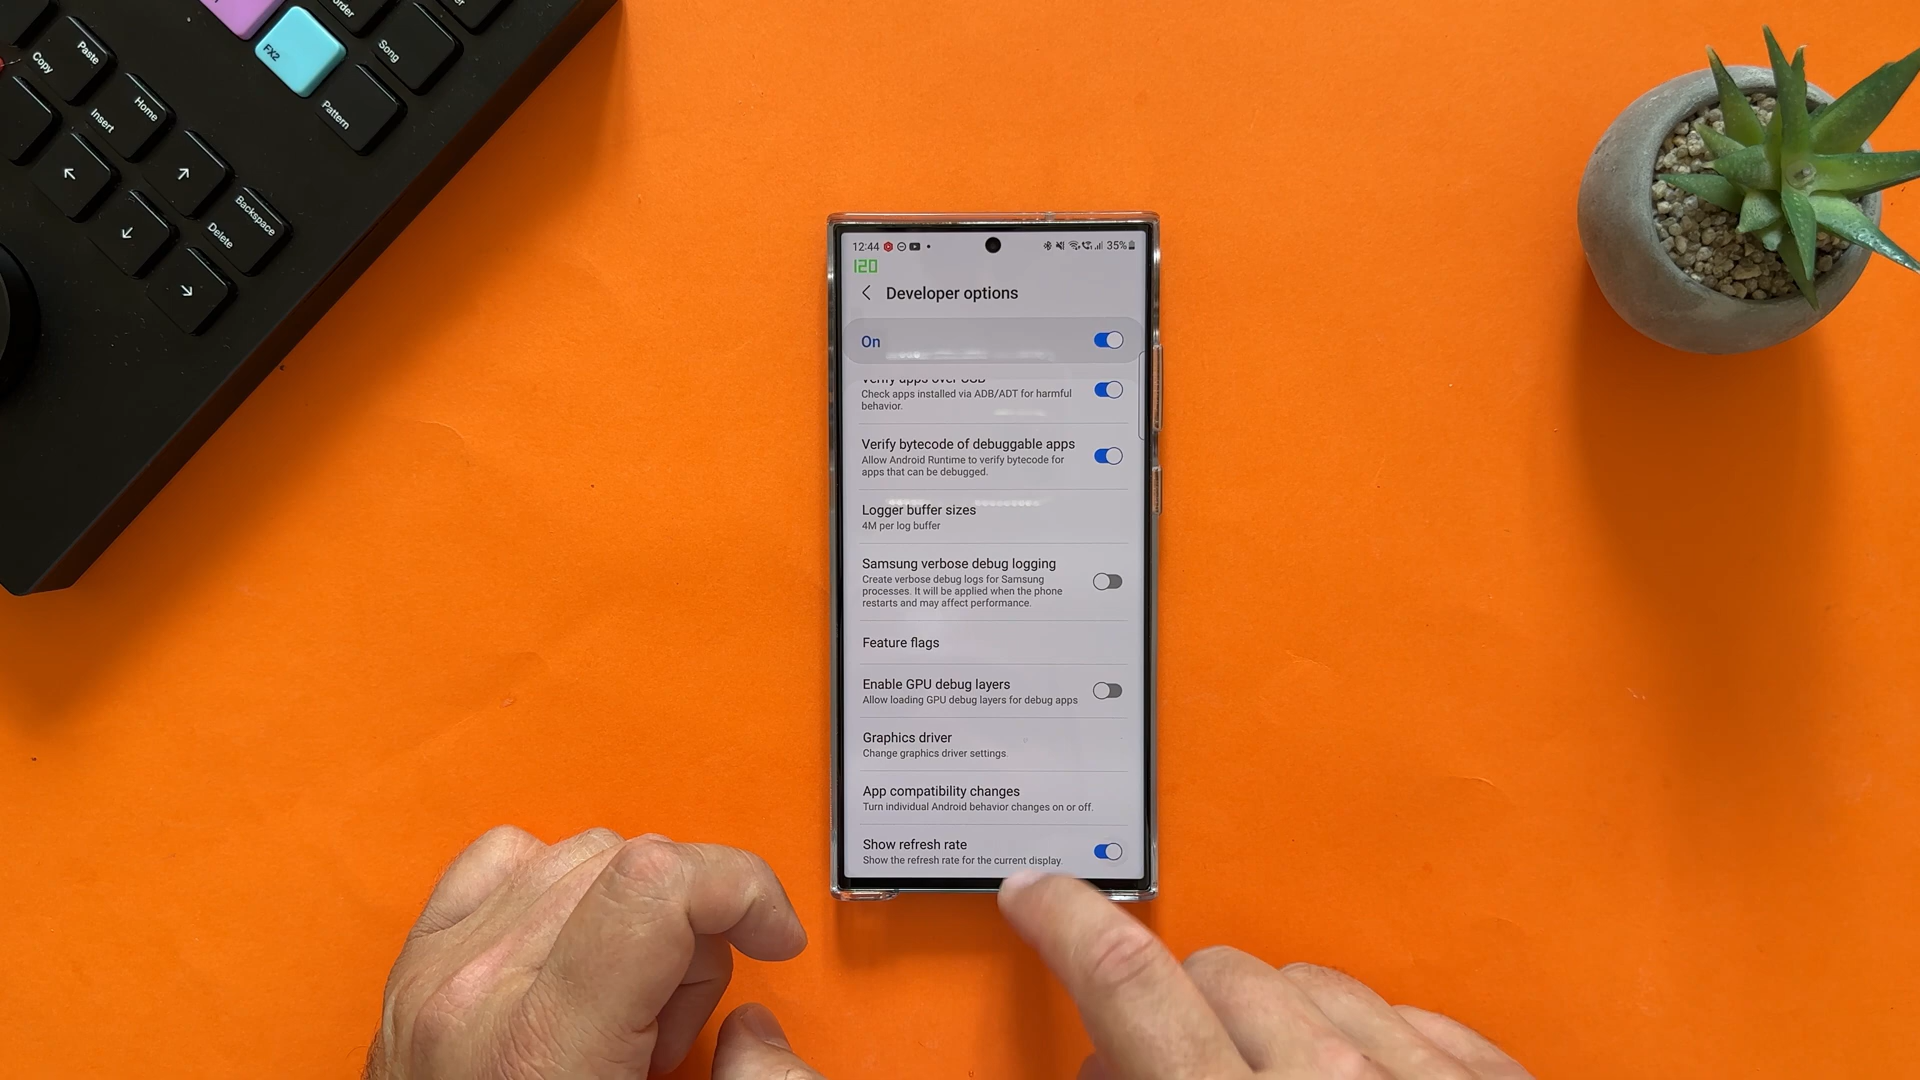 Paste
Copy
Home
Insert
FX2
Song
Pattern
Backspace
Delete
12:44
35%
120
Developer options
On
Verify apps over USB
Check apps installed via ADB/ADT for harmful
behavior.
Verify bytecode of debuggable apps
Allow Android Runtime to verify bytecode for
apps that can be debugged.
Logger buffer sizes
4M per log buffer
Samsung verbose debug logging
Create verbose debug logs for Samsung
processes. It will be applied when the phone
restarts and may affect performance.
Feature flags
Enable GPU debug layers
Allow loading GPU debug layers for debug apps
Graphics driver
Change graphics driver settings
App compatibility changes
Turn individual Android behavior changes on or off.
Show refresh rate
Show the refresh rate for the current display.